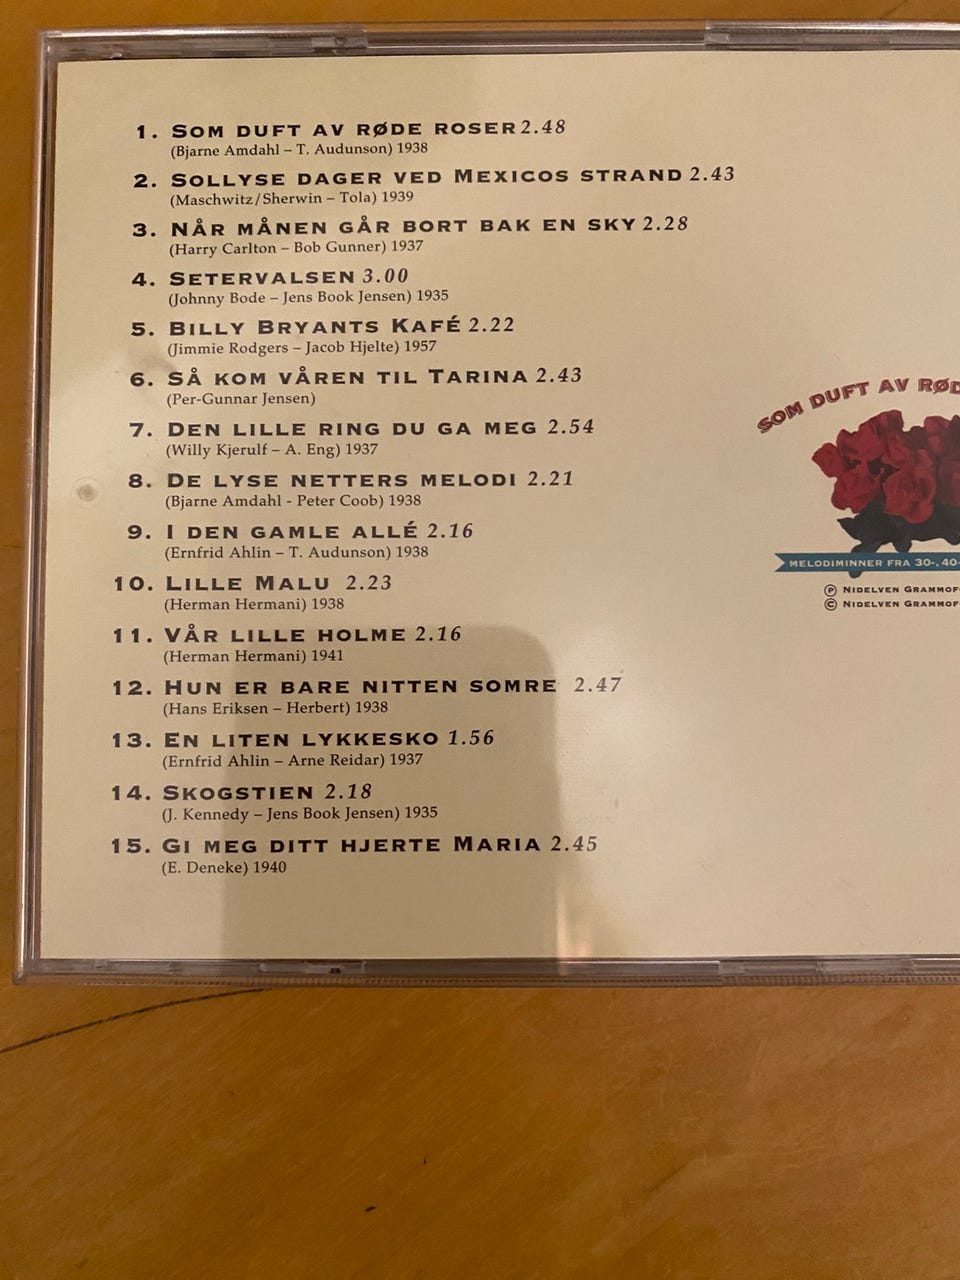 1. SOM DUFT AV RØDE ROSER 2.48
(Bjarne Amdahl – T. Audunson) 1938
2. SOLLYSE DAGER VED MEXICOS STRAND 2.43
(Maschwitz/Sherwin – Tola) 1939
3. NÅR MÅNEN GÅR BORT BAK EN SKY 2.28
(Harry Carlton – Bob Gunner) 1937
4. SETERVALSEN 3.00
(Johnny Bode – Jens Book Jensen) 1935
5. BILLY BRYANTS KAFÉ 2.22
(Jimmie Rodgers – Jacob Hjelte) 1957
6. SÅ KOM VÅREN TIL TARINA 2.43
(Per-Gunnar Jensen)
7. DEN LILLE RING DU GA MEG 2.54
(Willy Kjerulf – A. Eng) 1937
8. DE LYSE NETTERS MELODI 2.21
(Bjarne Amdahl - Peter Coob) 1938
9. I DEN GAMLE ALLÉ 2.16
(Ernfrid Ahlin – T. Audunson) 1938
10. LILLE MALU 2.23
(Herman Hermani) 1938
11. VÅR LILLE HOLME 2.16
(Herman Hermani) 1941
12. HUN ER BARE NITTEN SOMRE 2.47
(Hans Eriksen – Herbert) 1938
13. EN LITEN LYKKESKO 1.56
(Ernfrid Ahlin – Arne Reidar) 1937
14. SKOGSTIEN 2.18
(J. Kennedy – Jens Book Jensen) 1935
15. GI MEG DITT HJERTE MARIA 2.45
(E. Deneke) 1940
SOM DUFT AV RØD
MELODIMINNER FRA 30-, 40-
Ⓟ NIDELVEN GRAMMOF
© NIDELVEN GRAMMOF